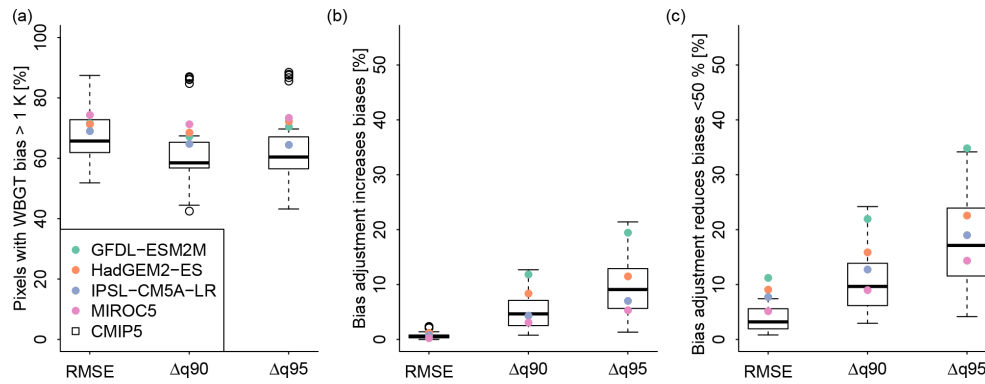 (a)
Pixels with WBGT bias > 1 K [%]
100
80
60
40
20
0
GFDL−ESM2M
HadGEM2−ES
IPSL−CM5A−LR
MIROC5
CMIP5
RMSE Δq90 Δq95
(b)
Bias adjustment increases biases [%]
50
40
30
20
10
0
RMSE Δq90 Δq95
(c)
Bias adjustment reduces biases <50 % [%]
50
40
30
20
10
0
RMSE Δq90 Δq95